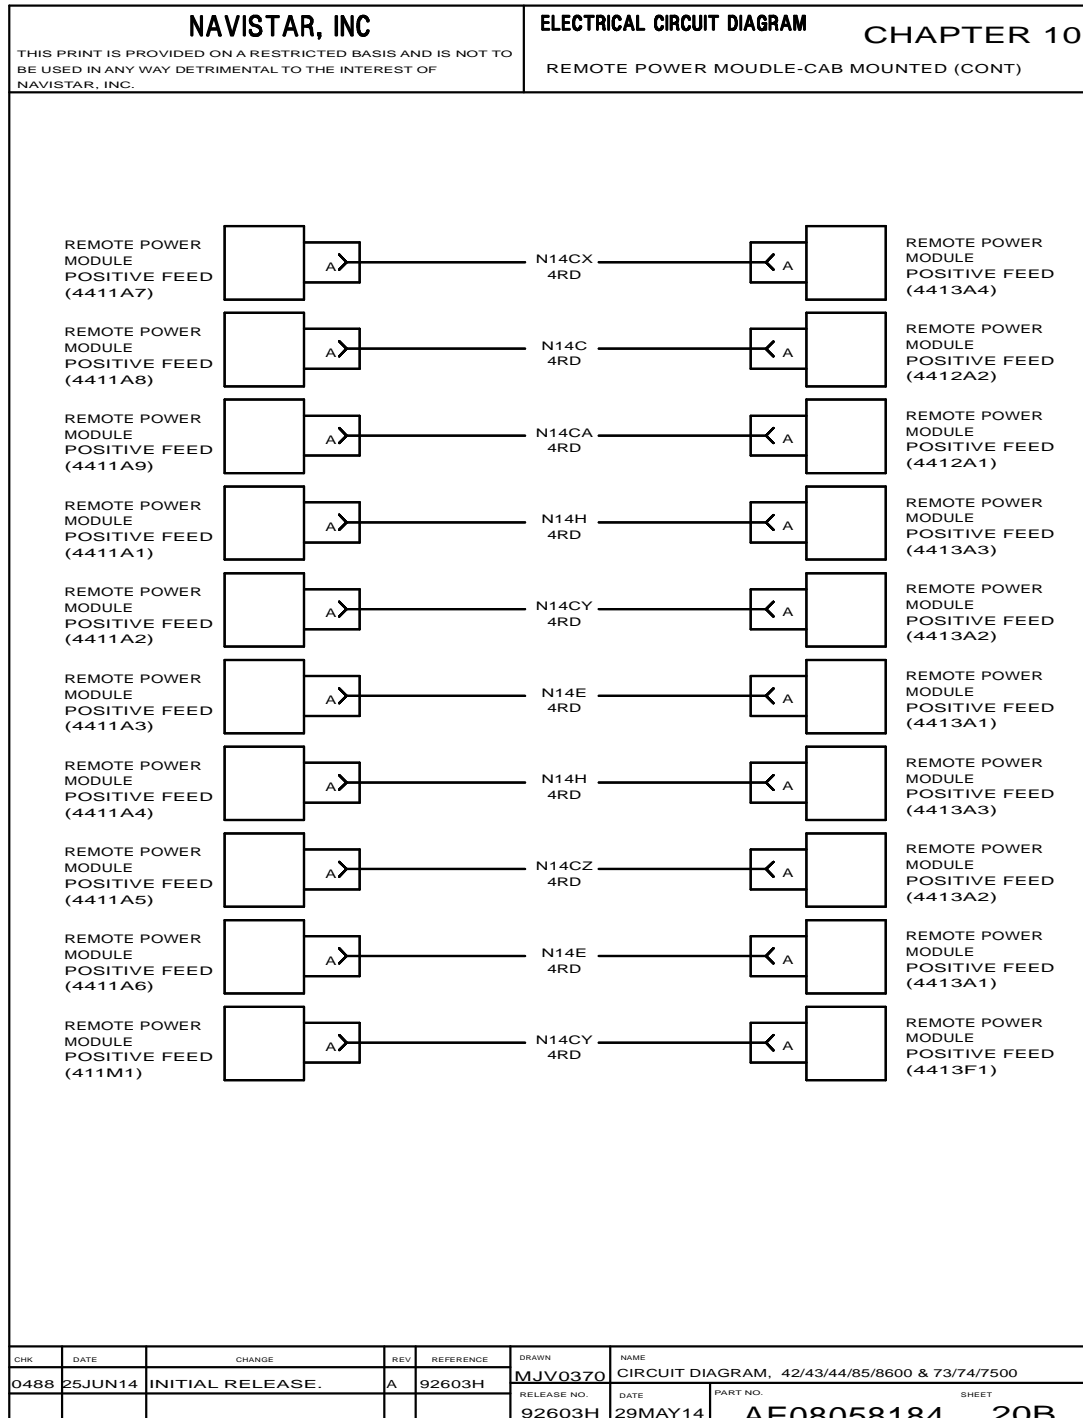 NAVISTAR, INC
THIS PRINT IS PROVIDED ON A RESTRICTED BASIS AND IS NOT TO
BE USED IN ANY WAY DETRIMENTAL TO THE INTEREST OF
NAVISTAR, INC.
ELECTRICAL CIRCUIT DIAGRAM
CHAPTER 10
REMOTE POWER MOUDLE-CAB MOUNTED (CONT)
REMOTE POWER
MODULE
POSITIVE FEED
(4411A7)
A
N14CX
4RD
A
REMOTE POWER
MODULE
POSITIVE FEED
(4413A4)
REMOTE POWER
MODULE
POSITIVE FEED
(4411A8)
A
N14C
4RD
A
REMOTE POWER
MODULE
POSITIVE FEED
(4412A2)
REMOTE POWER
MODULE
POSITIVE FEED
(4411A9)
A
N14CA
4RD
A
REMOTE POWER
MODULE
POSITIVE FEED
(4412A1)
REMOTE POWER
MODULE
POSITIVE FEED
(4411A1)
A
N14H
4RD
A
REMOTE POWER
MODULE
POSITIVE FEED
(4413A3)
REMOTE POWER
MODULE
POSITIVE FEED
(4411A2)
A
N14CY
4RD
A
REMOTE POWER
MODULE
POSITIVE FEED
(4413A2)
REMOTE POWER
MODULE
POSITIVE FEED
(4411A3)
A
N14E
4RD
A
REMOTE POWER
MODULE
POSITIVE FEED
(4413A1)
REMOTE POWER
MODULE
POSITIVE FEED
(4411A4)
A
N14H
4RD
A
REMOTE POWER
MODULE
POSITIVE FEED
(4413A3)
REMOTE POWER
MODULE
POSITIVE FEED
(4411A5)
A
N14CZ
4RD
A
REMOTE POWER
MODULE
POSITIVE FEED
(4413A2)
REMOTE POWER
MODULE
POSITIVE FEED
(4411A6)
A
N14E
4RD
A
REMOTE POWER
MODULE
POSITIVE FEED
(4413A1)
REMOTE POWER
MODULE
POSITIVE FEED
(411M1)
A
N14CY
4RD
A
REMOTE POWER
MODULE
POSITIVE FEED
(4413F1)
CHK DATE CHANGE REV REFERENCE
0488 25JUN14 INITIAL RELEASE. A 92603H
DRAWN NAME
MJV0370 CIRCUIT DIAGRAM, 42/43/44/85/8600 & 73/74/7500
RELEASE NO. DATE PART NO. SHEET
92603H 29MAY14 AE08058184 20B